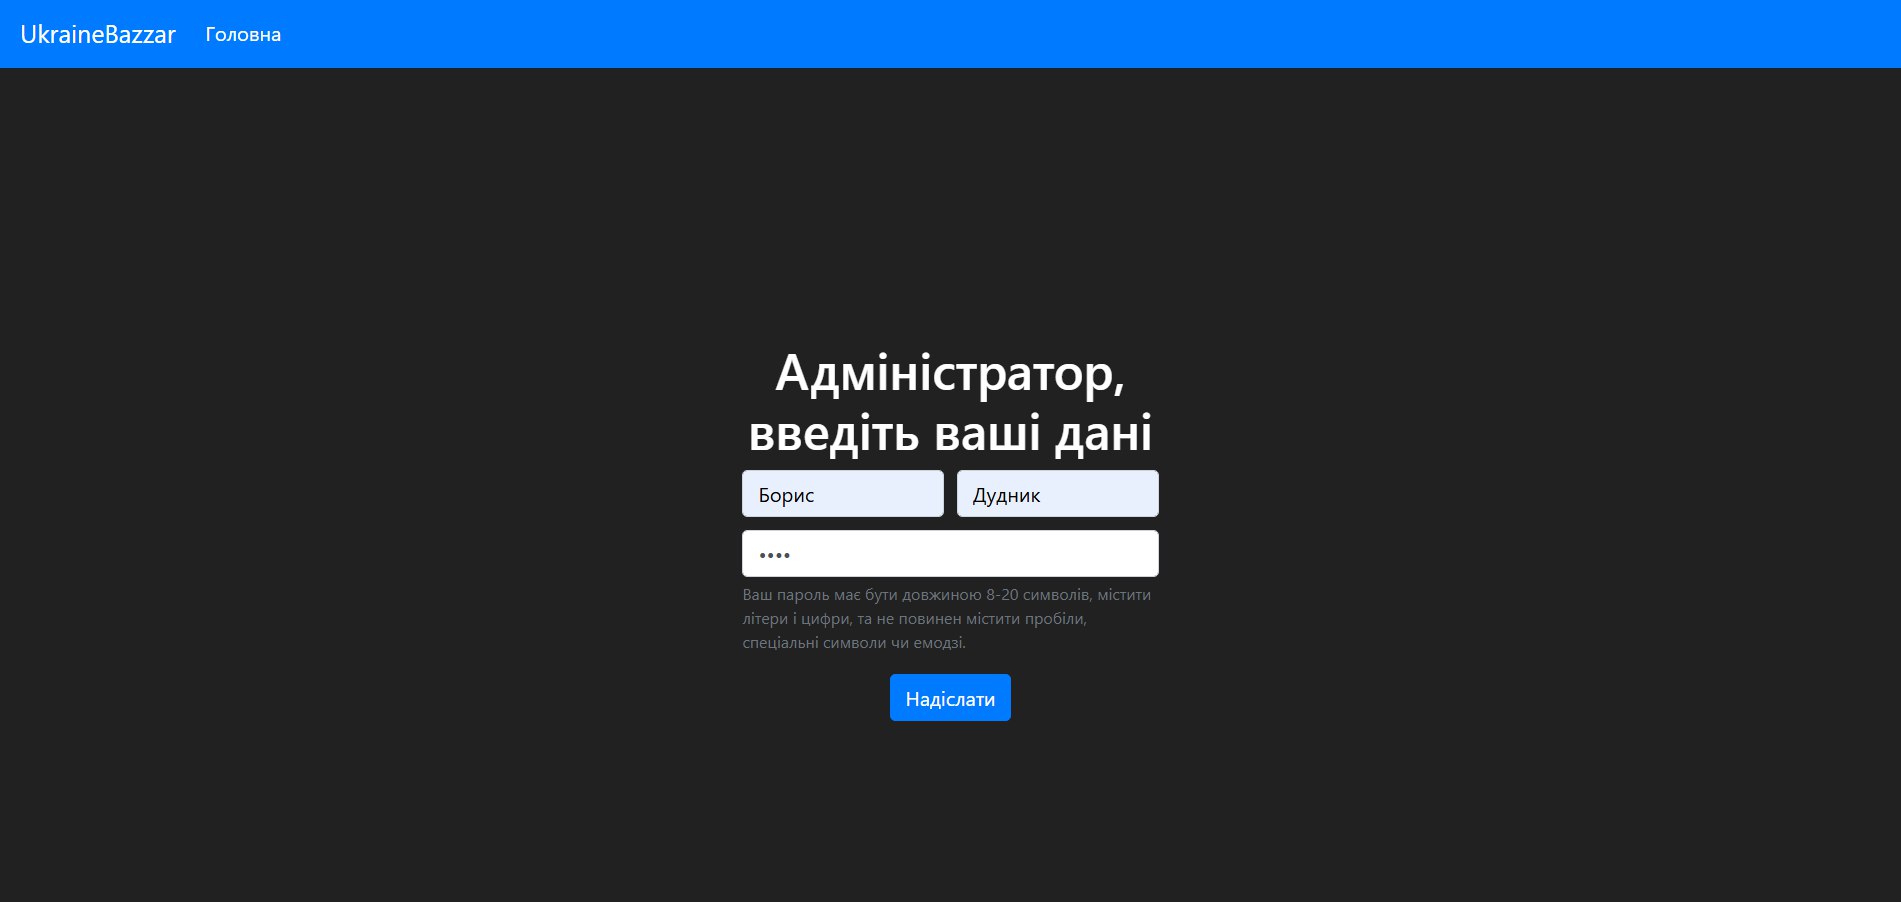 UkraineBazzar Головна
Адміністратор,
введіть ваші дані
Борис Дудник
••••
Ваш пароль має бути довжиною 8-20 символів, містити
літери і цифри, та не повинен містити пробіли,
спеціальні символи чи емодзі.
Надіслати